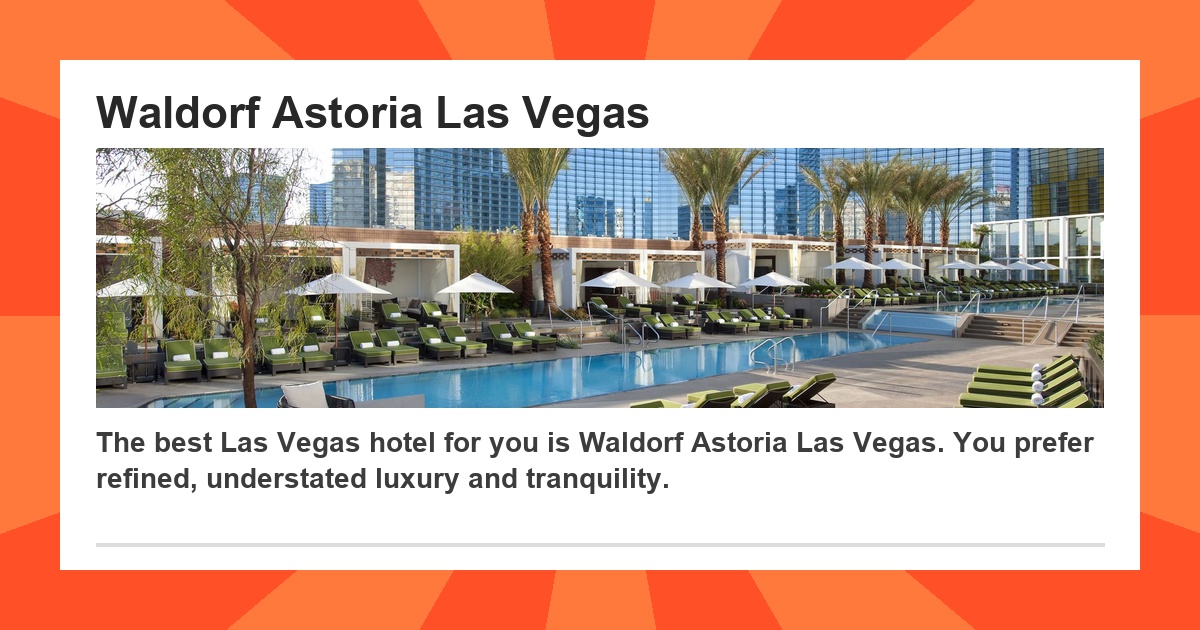 Waldorf Astoria Las Vegas
The best Las Vegas hotel for you is Waldorf Astoria Las Vegas. You prefer
refined, understated luxury and tranquility.